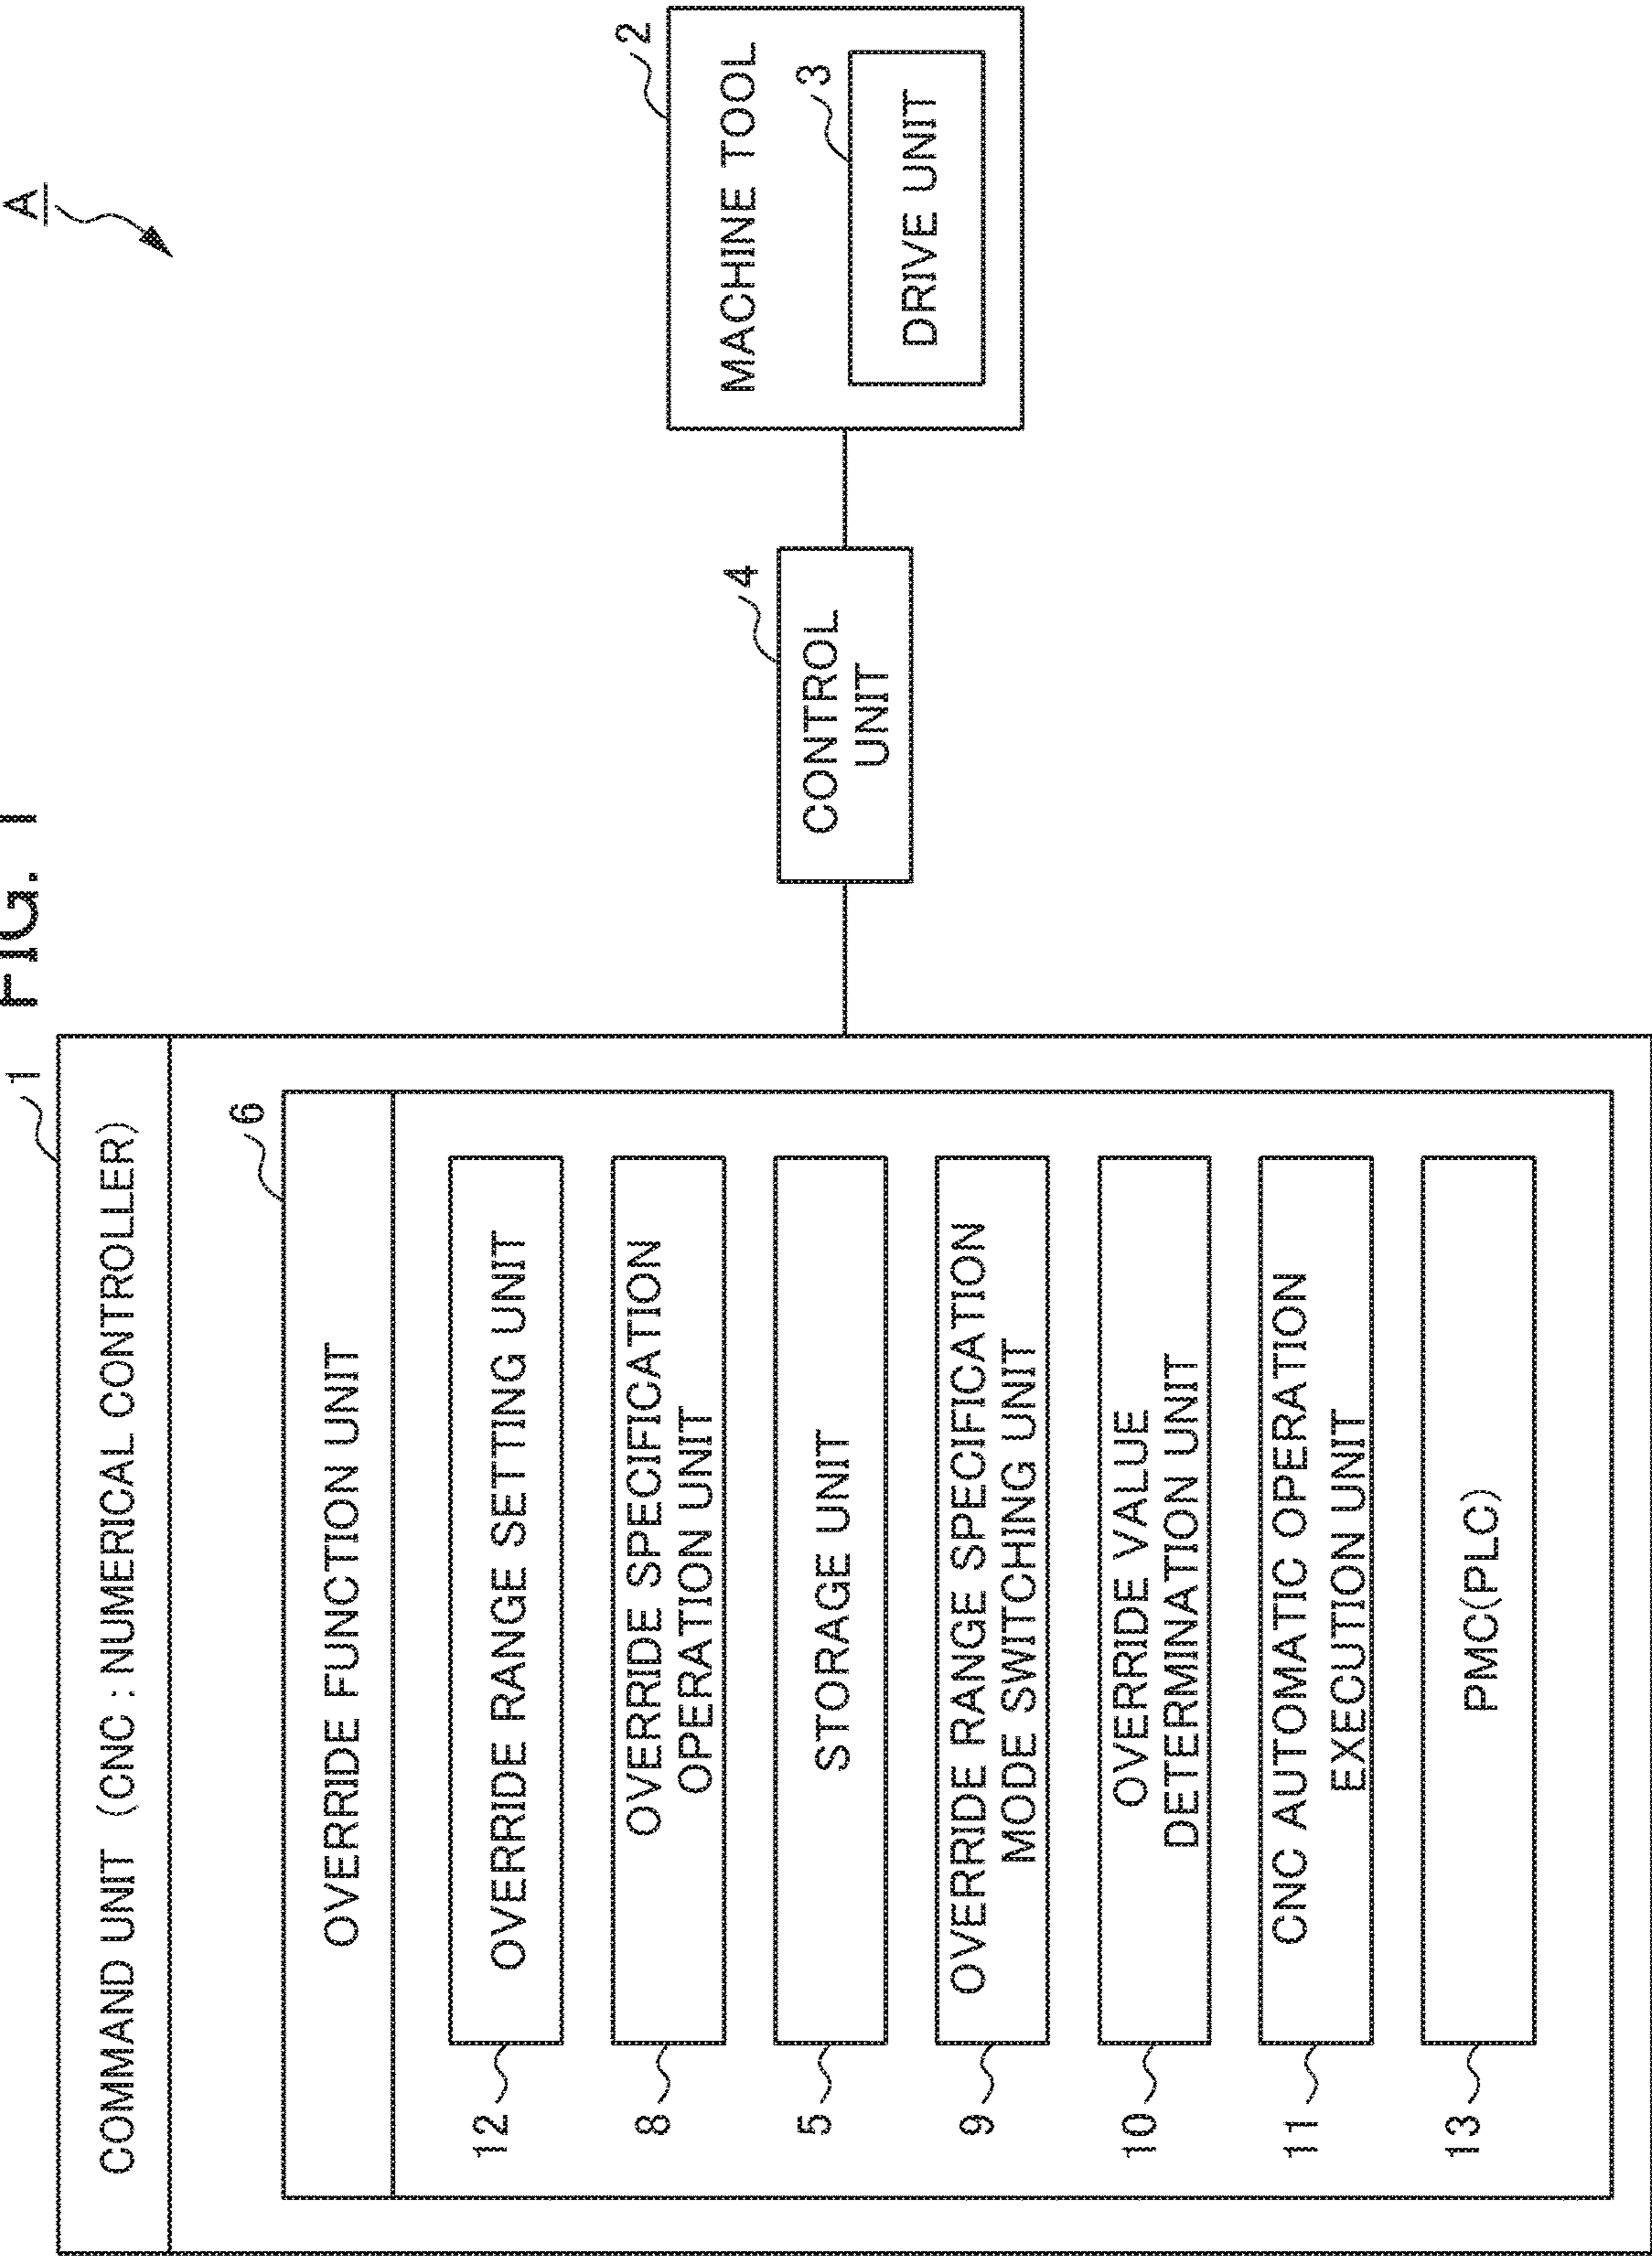 FIG. 1
A
1
COMMAND UNIT (CNC : NUMERICAL CONTROLLER)
6
OVERRIDE FUNCTION UNIT
12
OVERRIDE RANGE SETTING UNIT
8
OVERRIDE SPECIFICATION
OPERATION UNIT
5
STORAGE UNIT
9
OVERRIDE RANGE SPECIFICATION
MODE SWITCHING UNIT
10
OVERRIDE VALUE
DETERMINATION UNIT
11
CNC AUTOMATIC OPERATION
EXECUTION UNIT
13
PMC(PLC)
4
CONTROL
UNIT
2
MACHINE TOOL
3
DRIVE UNIT